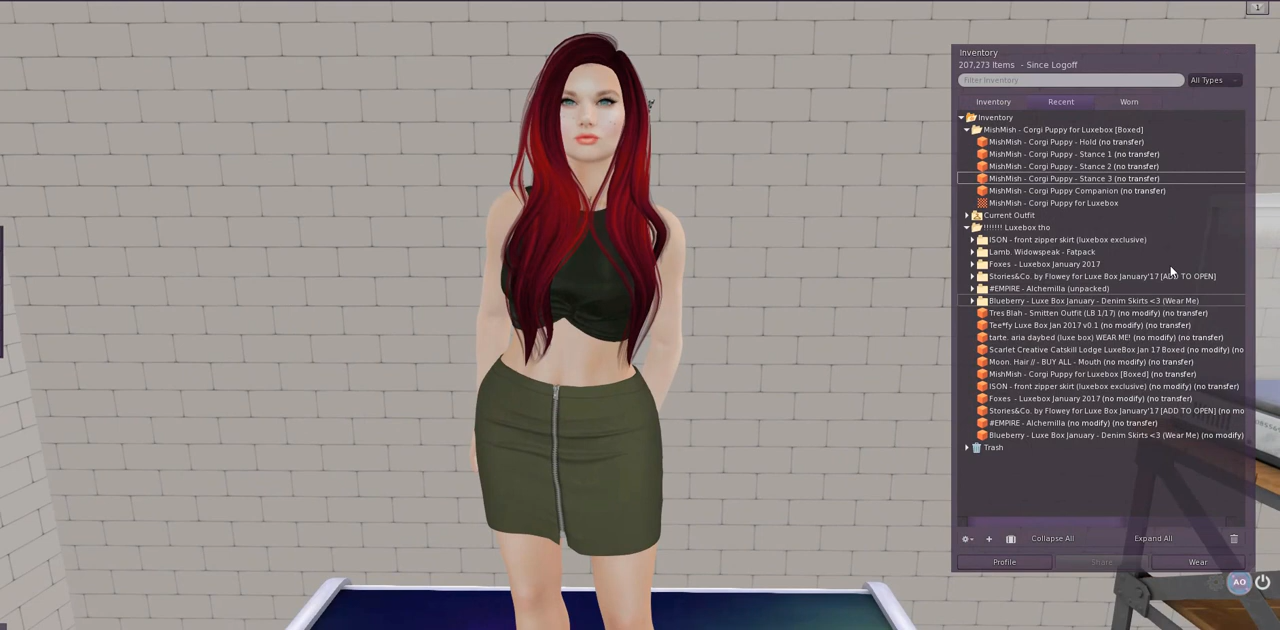 1
Inventory
207,273 Items - Since Logoff
Filter Inventory
All Types
Inventory Recent Worn
Inventory
MishMish - Corgi Puppy for Luxebox [Boxed]
MishMish - Corgi Puppy - Hold (no transfer)
MishMish - Corgi Puppy - Stance 1 (no transfer)
MishMish - Corgi Puppy - Stance 2 (no transfer)
MishMish - Corgi Puppy - Stance 3 (no transfer)
MishMish - Corgi Puppy Companion (no transfer)
MishMish - Corgi Puppy for Luxebox
Current Outfit
!!!!!!! Luxebox tho
ISON - front zipper skirt (luxebox exclusive)
Lamb. Widowspeak - Fatpack
Foxes - Luxebox January 2017
Stories&Co. by Flowey for Luxe Box January'17 [ADD TO OPEN]
#EMPIRE - Alchemilla (unpacked)
Blueberry - Luxe Box January - Denim Skirts <3 (Wear Me)
Tres Blah - Smitten Outfit (LB 1/17) (no modify) (no transfer)
Tee*fy Luxe Box Jan 2017 v0.1 (no modify) (no transfer)
tarte. aria daybed (luxe box) WEAR ME! (no modify) (no transfer)
Scarlet Creative Catskill Lodge LuxeBox Jan 17 Boxed (no modify) (no
Moon. Hair // - BUY ALL - Mouth (no modify) (no transfer)
MishMish - Corgi Puppy for Luxebox [Boxed] (no transfer)
ISON - front zipper skirt (luxebox exclusive) (no modify) (no transfer)
Foxes - Luxebox January 2017 (no modify) (no transfer)
Stories&Co. by Flowey for Luxe Box January'17 [ADD TO OPEN] (no mo
#EMPIRE - Alchemilla (no modify) (no transfer)
Blueberry - Luxe Box January - Denim Skirts <3 (Wear Me) (no modify)
Trash
Collapse All Expand All
Profile Share Wear
AO